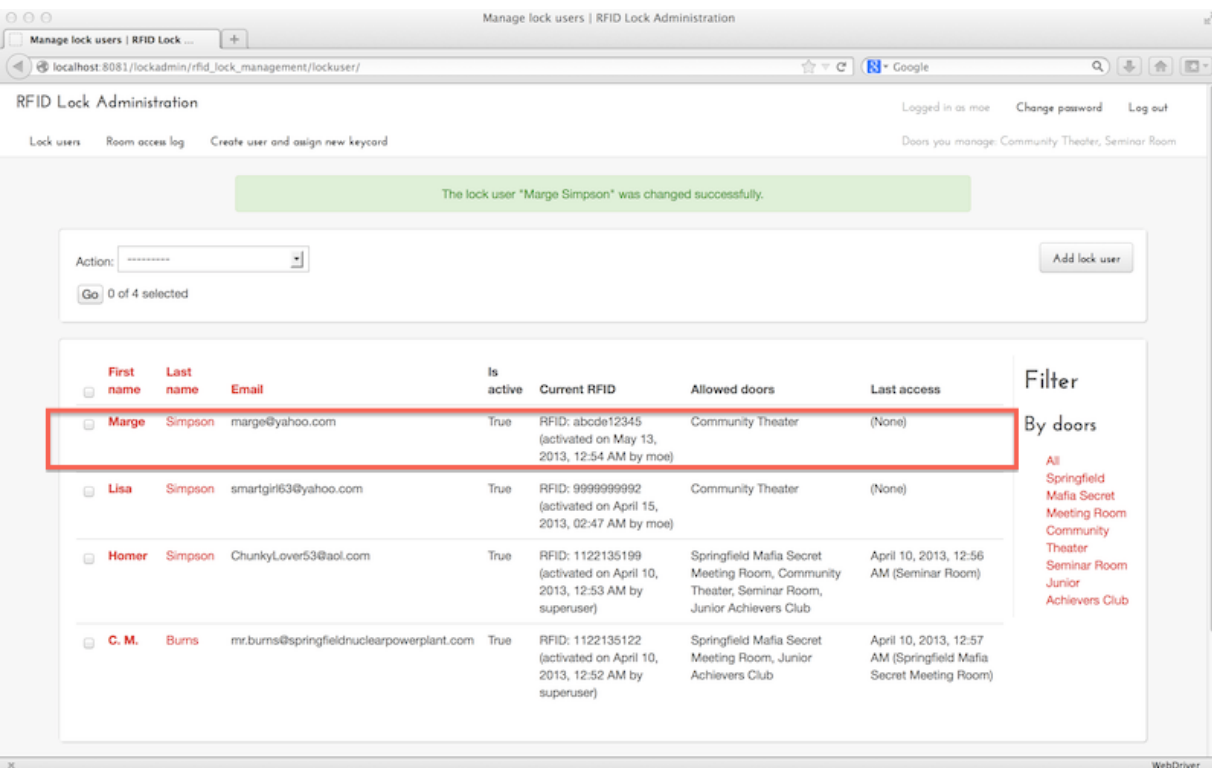 Manage lock users | RFID Lock Administration
Manage lock users | RFID Lock ...
localhost:8081/lockadmin/rfid_lock_management/lockuser/
Google
RFID Lock Administration
Logged in as moe Change password Log out
Lock users Room access log Create user and assign new keycard
Doors you manage: Community Theater, Seminar Room
The lock user "Marge Simpson" was changed successfully.
Action: ---------
Add lock user
Go 0 of 4 selected
First name Last name Email Is active Current RFID Allowed doors Last access
Marge Simpson marge@yahoo.com True RFID: abcde12345 Community Theater (None)
(activated on May 13,
2013, 12:54 AM by moe)
Lisa Simpson smartgirl63@yahoo.com True RFID: 9999999992 Community Theater (None)
(activated on April 15,
2013, 02:47 AM by moe)
Homer Simpson ChunkyLover53@aol.com True RFID: 1122135199 Springfield Mafia Secret April 10, 2013, 12:56
(activated on April 10, Meeting Room, Community AM (Seminar Room)
2013, 12:53 AM by Theater, Seminar Room,
superuser) Junior Achievers Club
C. M. Burns mr.burns@springfieldnuclearpowerplant.com True RFID: 1122135122 Springfield Mafia Secret April 10, 2013, 12:57
(activated on April 10, Meeting Room, Junior AM (Springfield Mafia
2013, 12:52 AM by Achievers Club Secret Meeting Room)
superuser)
Filter
By doors
All
Springfield
Mafia Secret
Meeting Room
Community
Theater
Seminar Room
Junior
Achievers Club
WebDriver